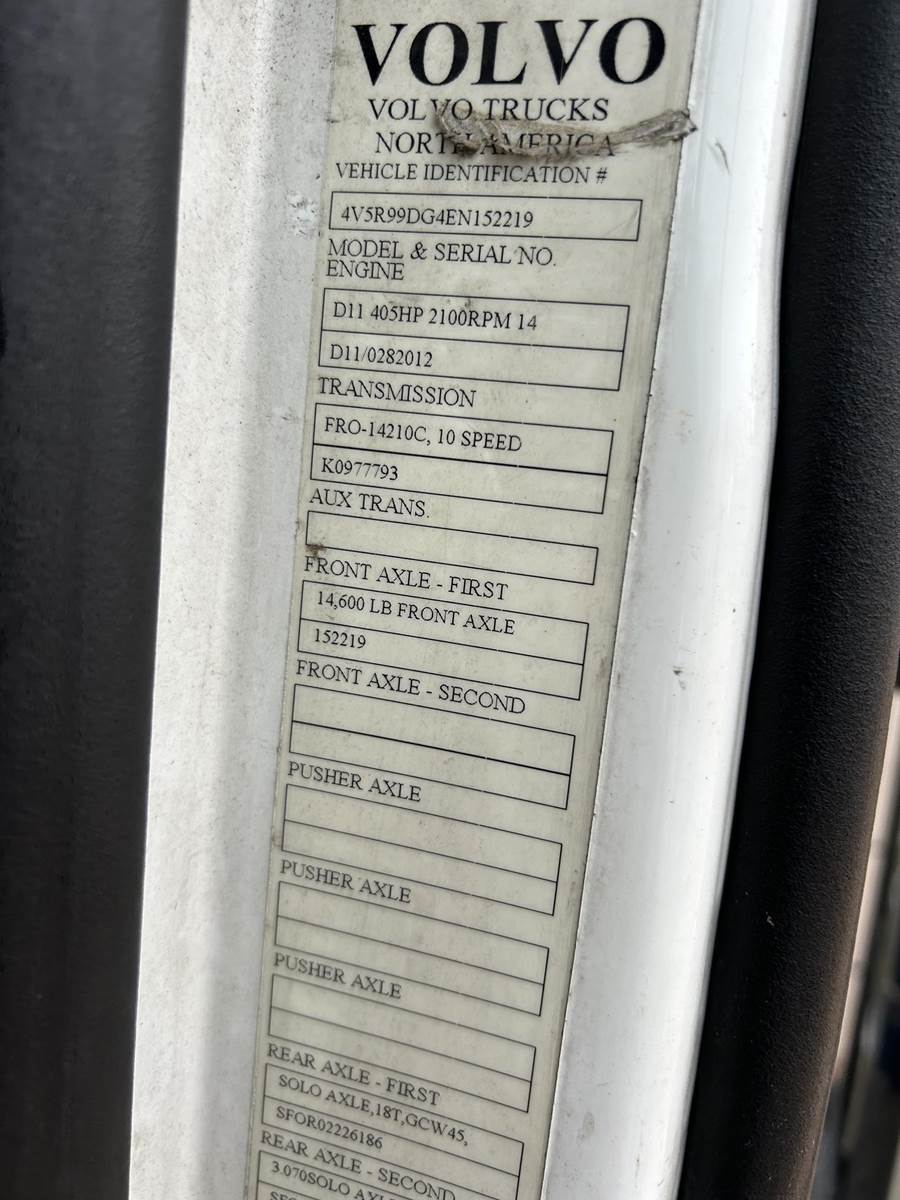 VOLVO
VOLVO TRUCKS
NORTH AMERICA
VEHICLE IDENTIFICATION #
4V5R99DG4EN152219
MODEL & SERIAL NO.
ENGINE
D11 405HP 2100RPM 14
D11/0282012
TRANSMISSION
FRO-14210C, 10 SPEED
K0977793
AUX TRANS.
FRONT AXLE - FIRST
14,600 LB FRONT AXLE
152219
FRONT AXLE - SECOND
PUSHER AXLE
PUSHER AXLE
PUSHER AXLE
REAR AXLE - FIRST
SOLO AXLE,18T,GCW45,
SFOR02226186
REAR AXLE - SECOND
3.070SOLO AXLE